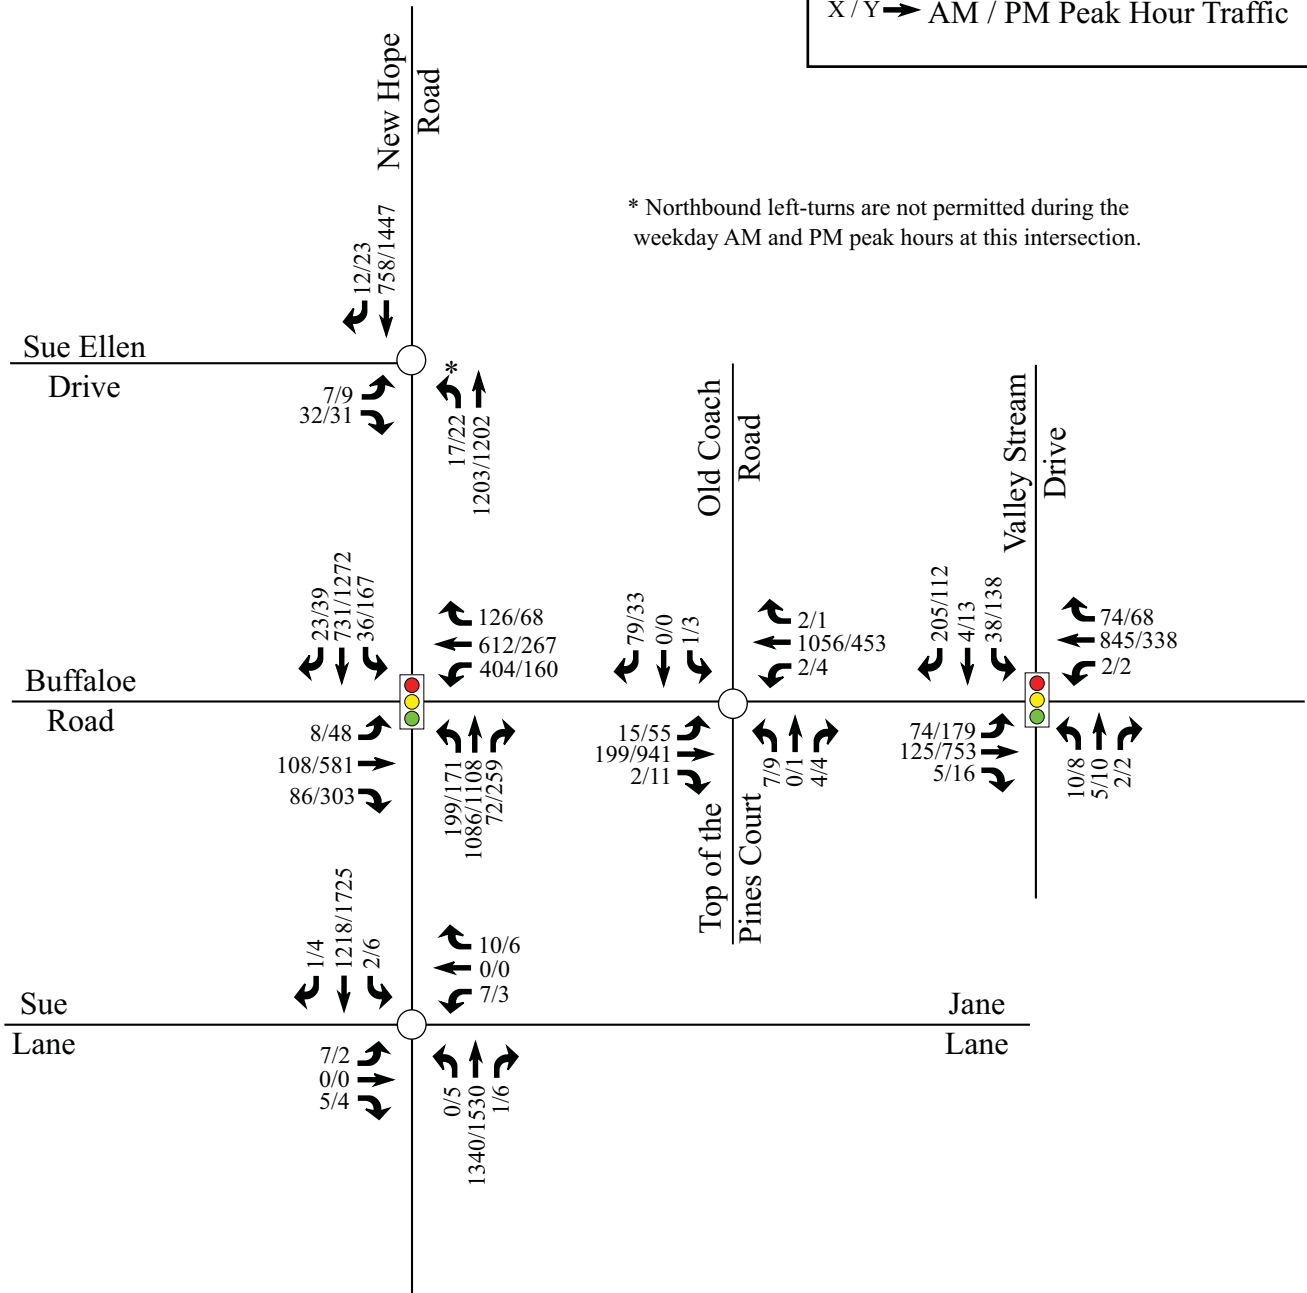 X / Y AM / PM Peak Hour Traffic
New Hope
Road
* Northbound left-turns are not permitted during the
weekday AM and PM peak hours at this intersection.
12/23
758/1447
Sue Ellen
Drive
7/9
32/31
*
17/22
1203/1202
Old Coach
Road
Valley Stream
Drive
23/39
731/1272
36/167
126/68
612/267
404/160
79/33
0/0
1/3
2/1
1056/453
2/4
205/112
4/13
38/138
74/68
845/338
2/2
Buffaloe
Road
8/48
108/581
86/303
199/171
1086/1108
72/259
15/55
199/941
2/11
7/9
0/1
4/4
74/179
125/753
5/16
10/8
5/10
2/2
Top of the
Pines Court
1/4
1218/1725
2/6
10/6
0/0
7/3
Sue
Lane
Jane
Lane
7/2
0/0
5/4
0/5
1340/1530
1/6